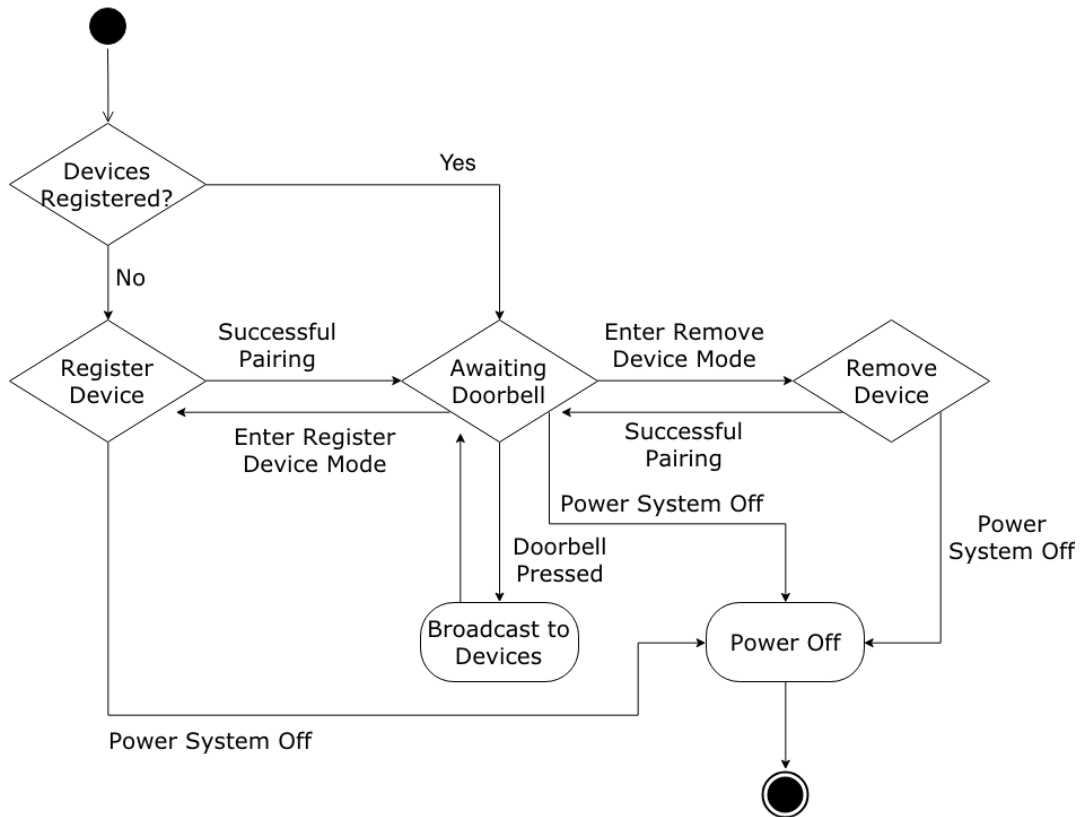 Devices
Registered?
Yes
No
Successful
Pairing
Enter Remove
Device Mode
Register
Device
Awaiting
Doorbell
Remove
Device
Enter Register
Device Mode
Successful
Pairing
Power System Off
Power
System Off
Doorbell
Pressed
Broadcast to
Devices
Power Off
Power System Off